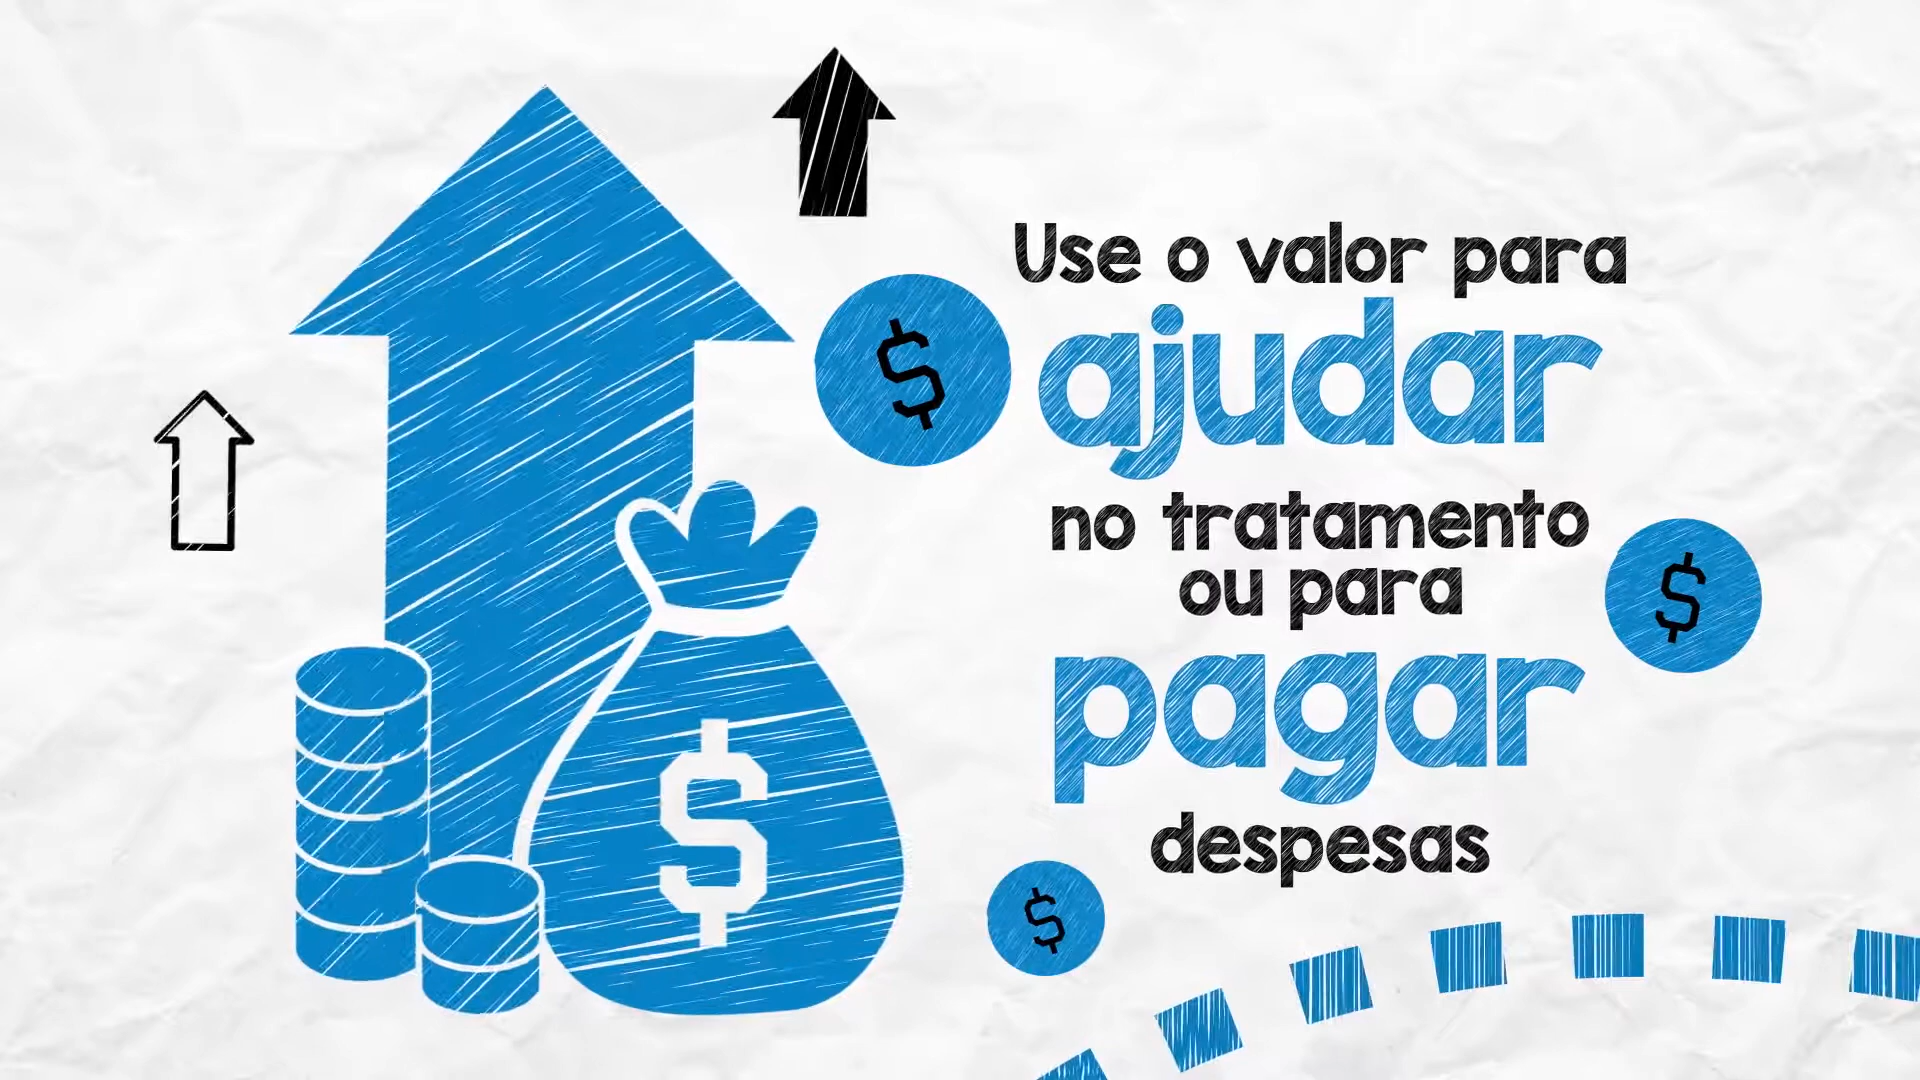 Use o valor para
ajudar
no tratamento
ou para
pagar
despesas
$
$
$
$